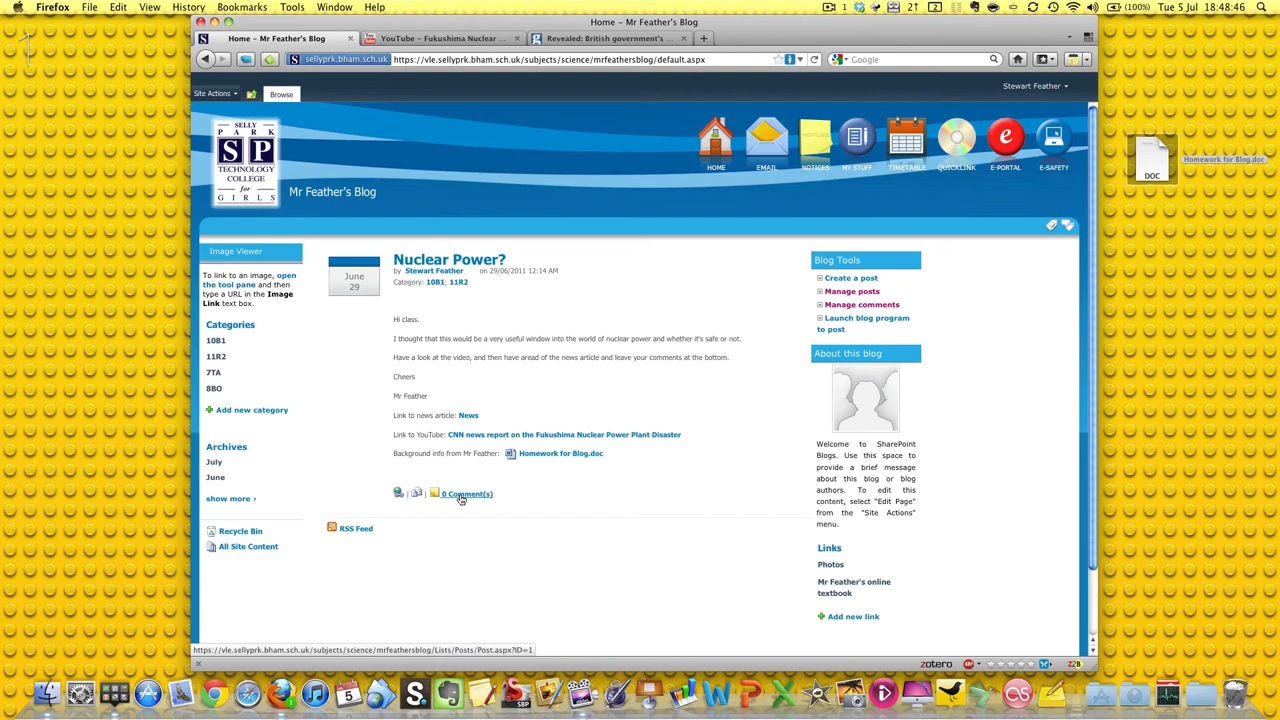 Firefox File Edit View History Bookmarks Tools Window Help
1
(100%) Tue 5 Jul 18:48:46
Home – Mr Feather's Blog
Home – Mr Feather's Blog
YouTube – Fukushima Nuclear ...
Revealed: British government's ...
sellyprk.bham.sch.uk
https://vle.sellyprk.bham.sch.uk/subjects/science/mrfeathersblog/default.aspx
Google
Site Actions
Browse
Stewart Feather
SELLY
PARK
SP
TECHNOLOGY
COLLEGE
for
GIRLS
Mr Feather's Blog
HOME
EMAIL
NOTICES
NOTICES
MY STUFF
TIMETABLE
QUICKLINK
E-PORTAL
E-SAFETY
DOC
Homework for Blog.doc
Image Viewer
To link to an image, open
the tool pane and then
type a URL in the Image
Link text box.
Categories
10B1
11R2
7TA
8BO
Add new category
Archives
July
June
show more ›
Recycle Bin
All Site Content
June
29
Nuclear Power?
by Stewart Feather on 29/06/2011 12:14 AM
Category: 10B1; 11R2
Hi class.
I thought that this would be a very useful window into the world of nuclear power and whether it's safe or not.
Have a look at the video, and then have aread of the news article and leave your comments at the bottom.
Cheers
Mr Feather
Link to news article: News
Link to YouTube: CNN news report on the Fukushima Nuclear Power Plant Disaster
Background info from Mr Feather: Homework for Blog.doc
| | 0 Comment(s)
RSS Feed
Blog Tools
Create a post
Manage posts
Manage comments
Launch blog program
to post
About this blog
Welcome to SharePoint
Blogs. Use this space to
provide a brief message
about this blog or blog
authors. To edit this
content, select "Edit Page"
from the "Site Actions"
menu.
Links
Photos
Mr Feather's online
textbook
Add new link
https://vle.sellyprk.bham.sch.uk/subjects/science/mrfeathersblog/Lists/Posts/Post.aspx?ID=1
zotero